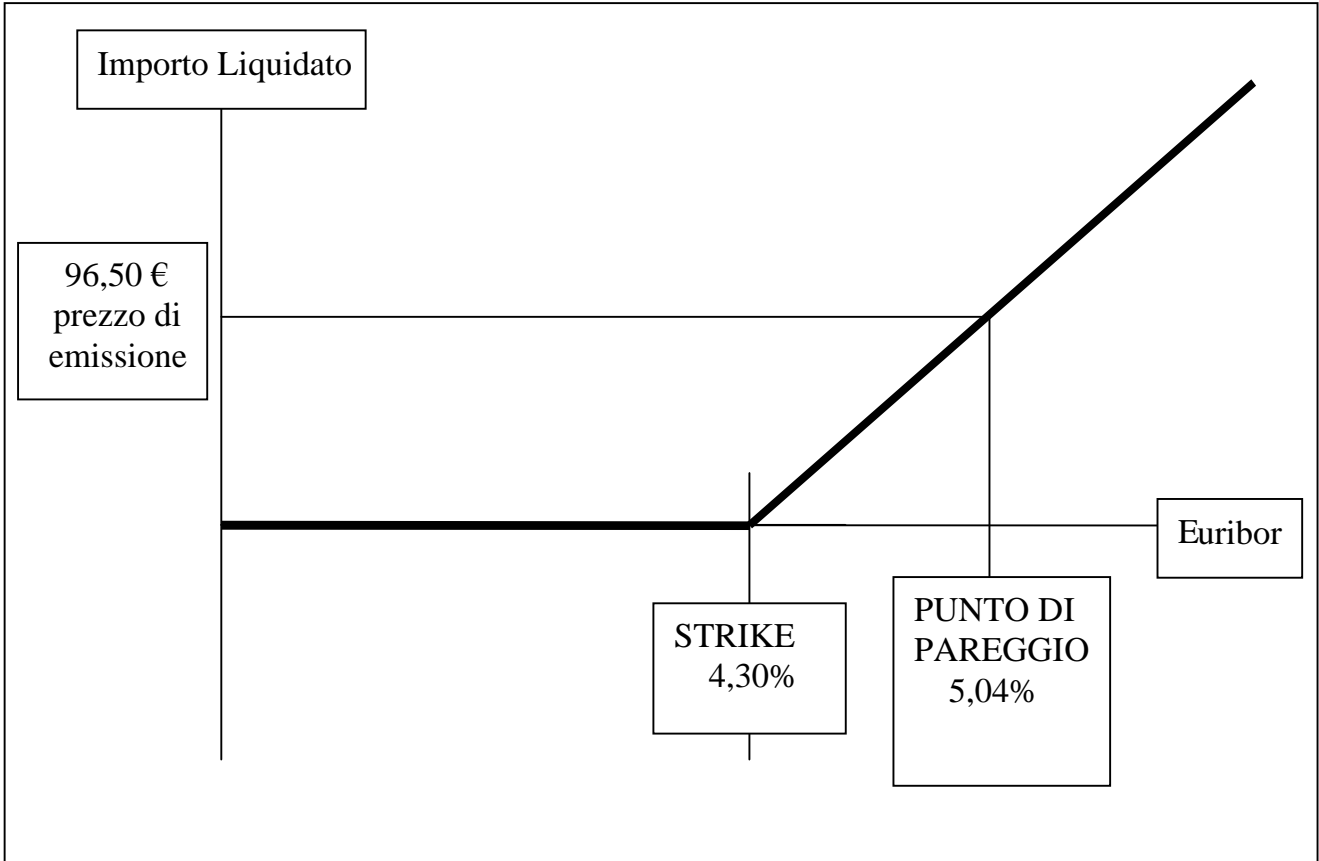 Importo Liquidato
96,50 €
prezzo di
emissione
Euribor
STRIKE
4,30%
PUNTO DI
PAREGGIO
5,04%